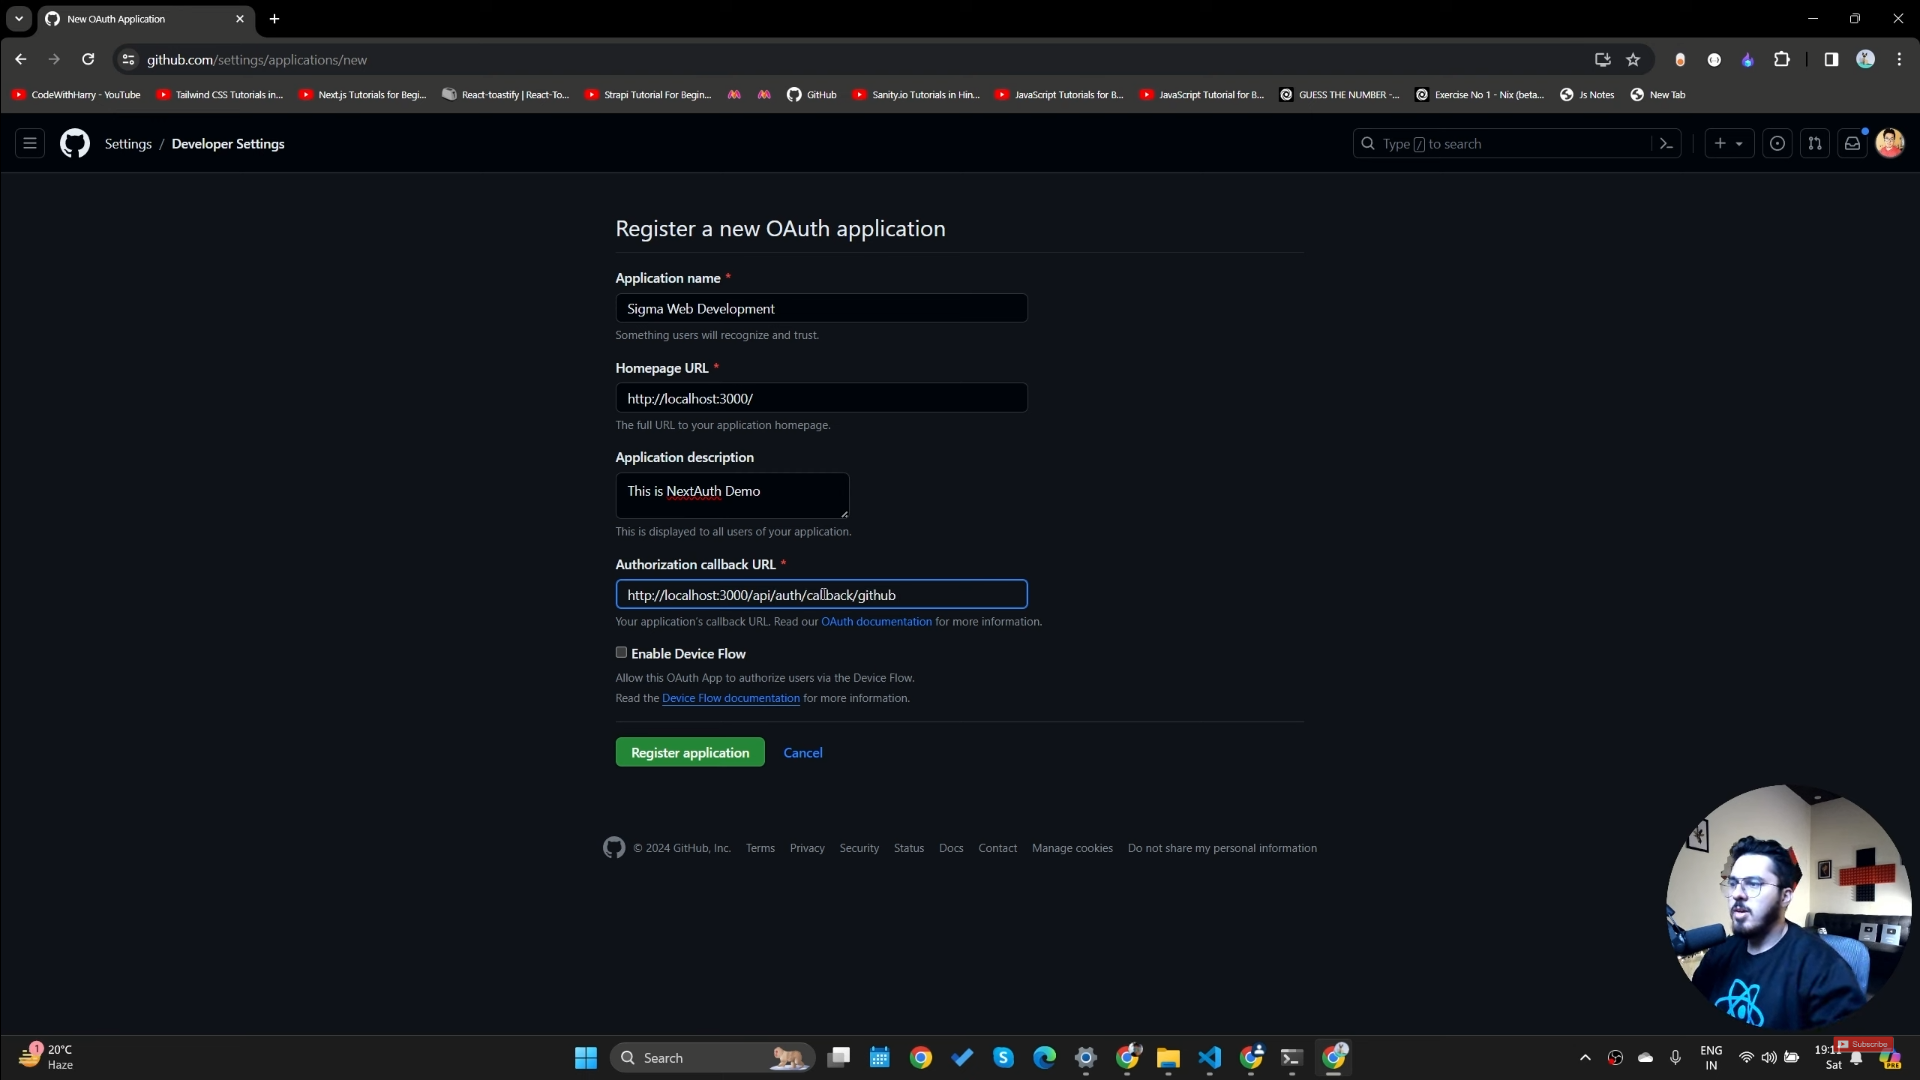 New OAuth Application
github.com/settings/applications/new
CodeWithHarry - YouTube
Tailwind CSS Tutorials in...
Next.js Tutorials for Begi...
React-toastify | React-To...
Strapi Tutorial For Begin...
GitHub
Sanity.io Tutorials in Hin...
JavaScript Tutorials for B...
JavaScript Tutorial for B...
GUESS THE NUMBER -...
Exercise No 1 - Nix (beta...
Js Notes
New Tab
Settings / Developer Settings
Type / to search
Register a new OAuth application
Application name *
Sigma Web Development
Something users will recognize and trust.
Homepage URL *
http://localhost:3000/
The full URL to your application homepage.
Application description
This is NextAuth Demo
This is displayed to all users of your application.
Authorization callback URL *
http://localhost:3000/api/auth/callback/github
Your application's callback URL. Read our OAuth documentation for more information.
Enable Device Flow
Allow this OAuth App to authorize users via the Device Flow.
Read the Device Flow documentation for more information.
Register application
Cancel
© 2024 GitHub, Inc.
Terms
Privacy
Security
Status
Docs
Contact
Manage cookies
Do not share my personal information
1
20°C
Haze
Search
ENG
IN
Sat
Subscribe
PRE